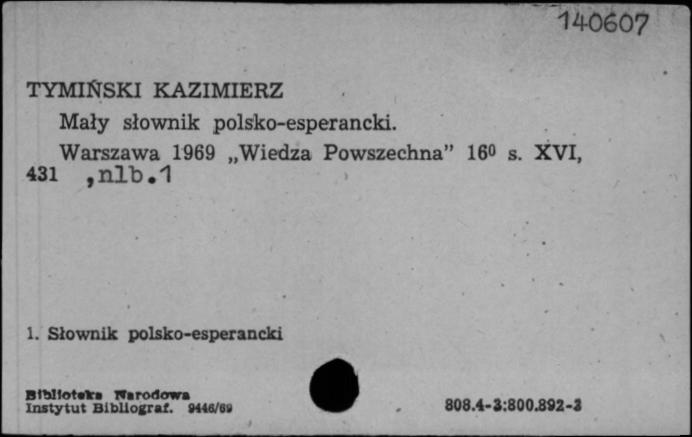 140607
TYMIŃSKI KAZIMIERZ
Mały słownik polsko-esperancki.
Warszawa 1969 „Wiedza Powszechna” 16⁰ s. XVI,
431 ,nlb.1
1. Słownik polsko-esperancki
Biblioteka Narodowa
Instytut Bibliograf. 9446/69
808.4-3:800.892-3